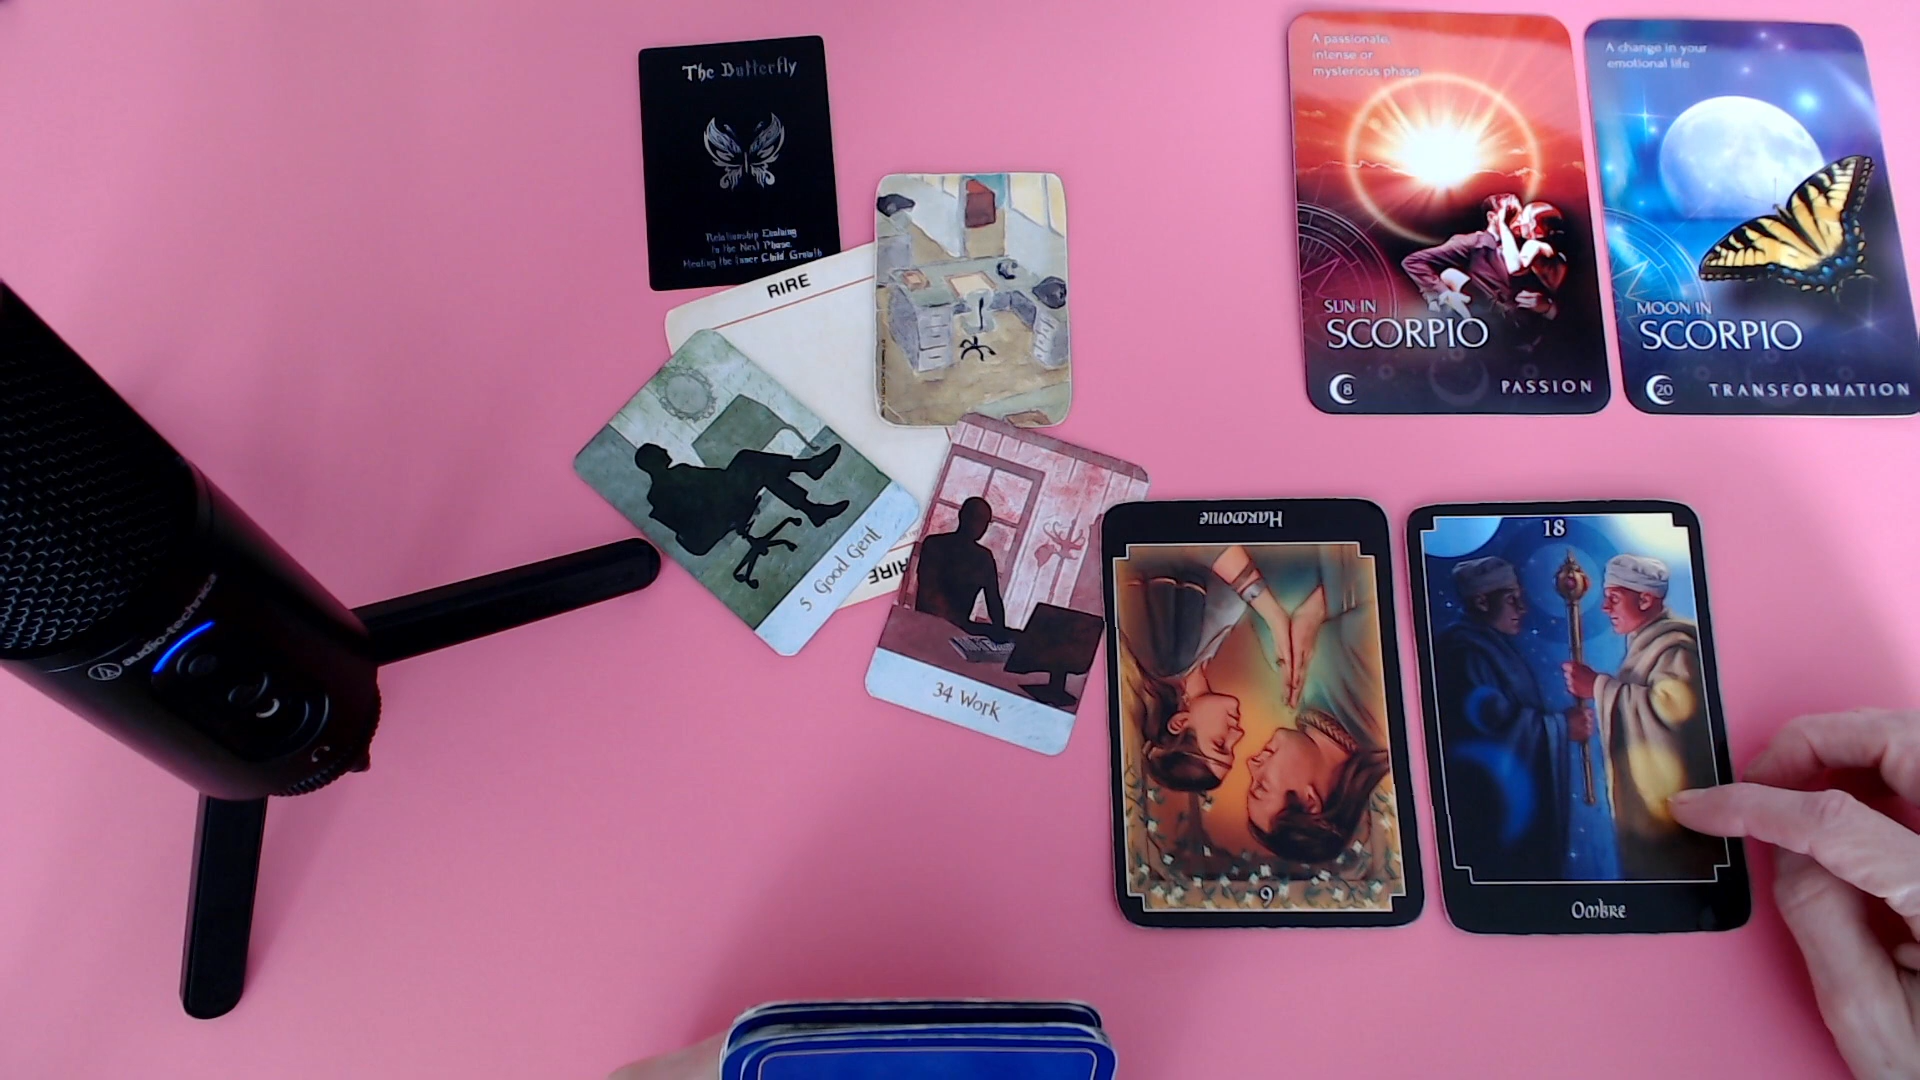 The Butterfly
Relationship Evolving
to the Next Phase,
Healing the Inner Child, Growth
RIRE
5 Good Gent
RIRE
34 Work
A passionate,
intense or
mysterious phase
SUN IN
SCORPIO
8
PASSION
A change in your
emotional life
MOON IN
SCORPIO
20
TRANSFORMATION
Harmonie
6
18
Ombre
audio-technica